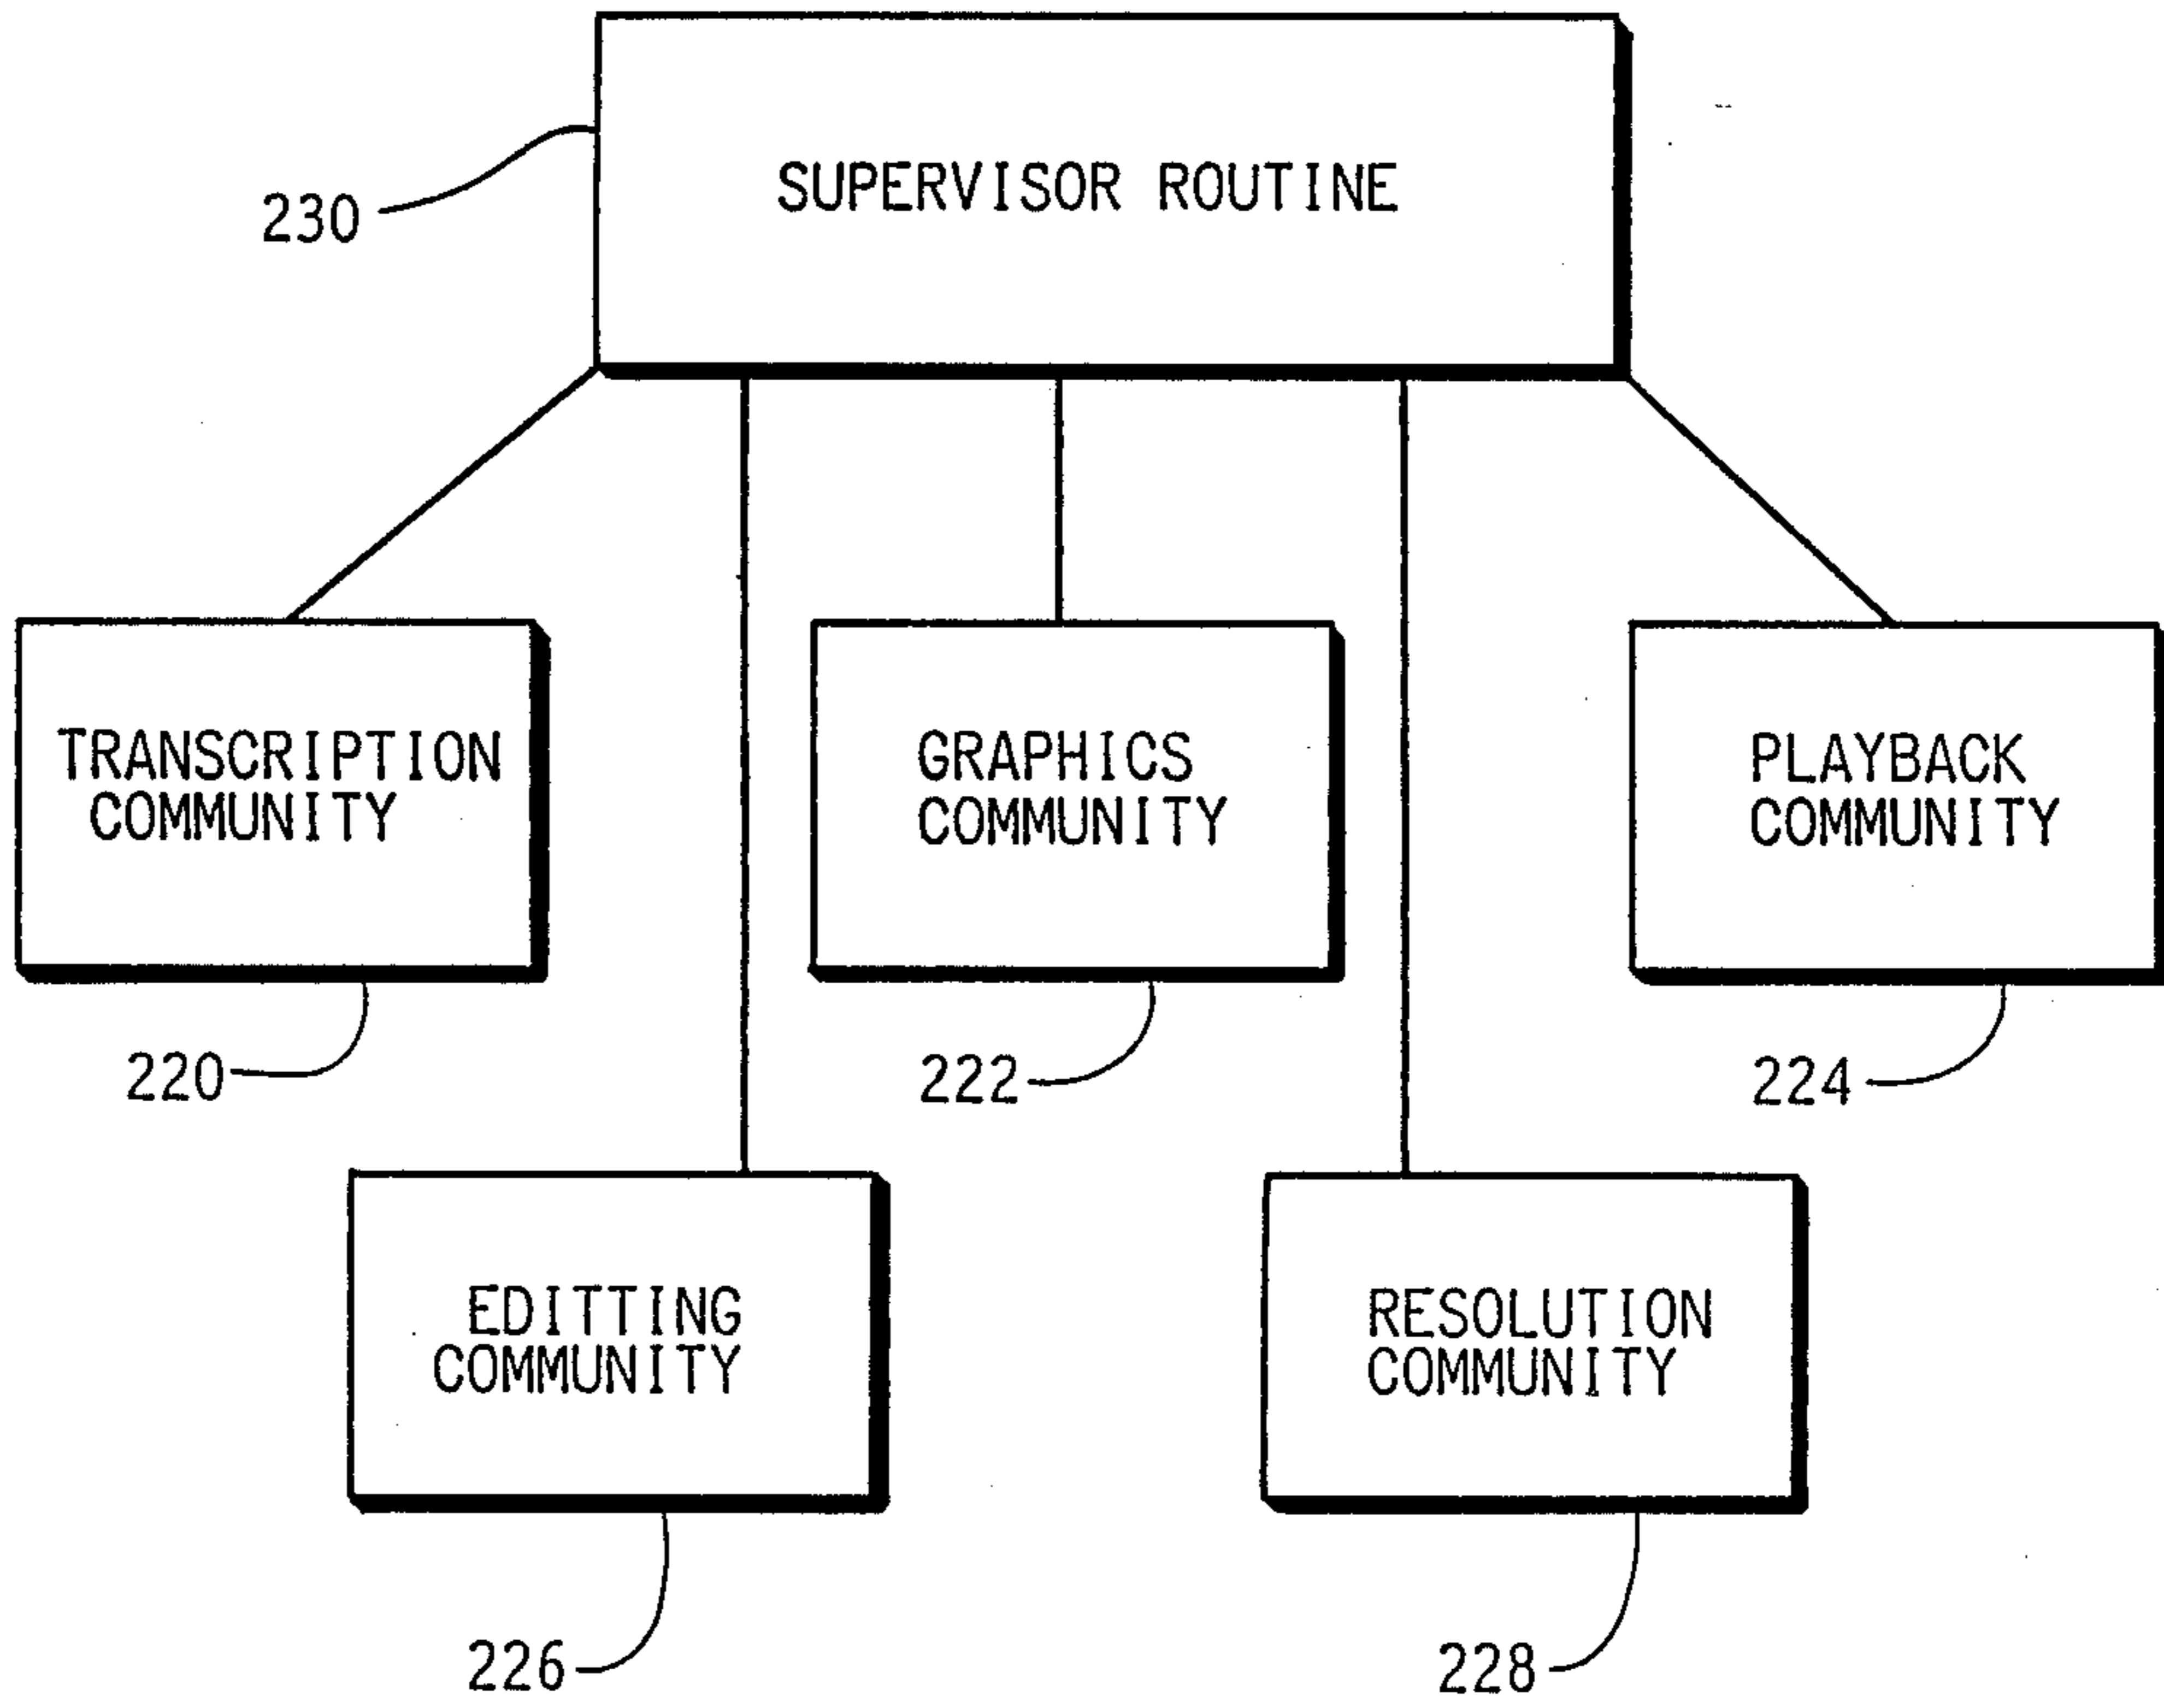 SUPERVISOR ROUTINE
230
TRANSCRIPTION
COMMUNITY
GRAPHICS
COMMUNITY
PLAYBACK
COMMUNITY
220
222
224
EDITTING
COMMUNITY
RESOLUTION
COMMUNITY
226
228